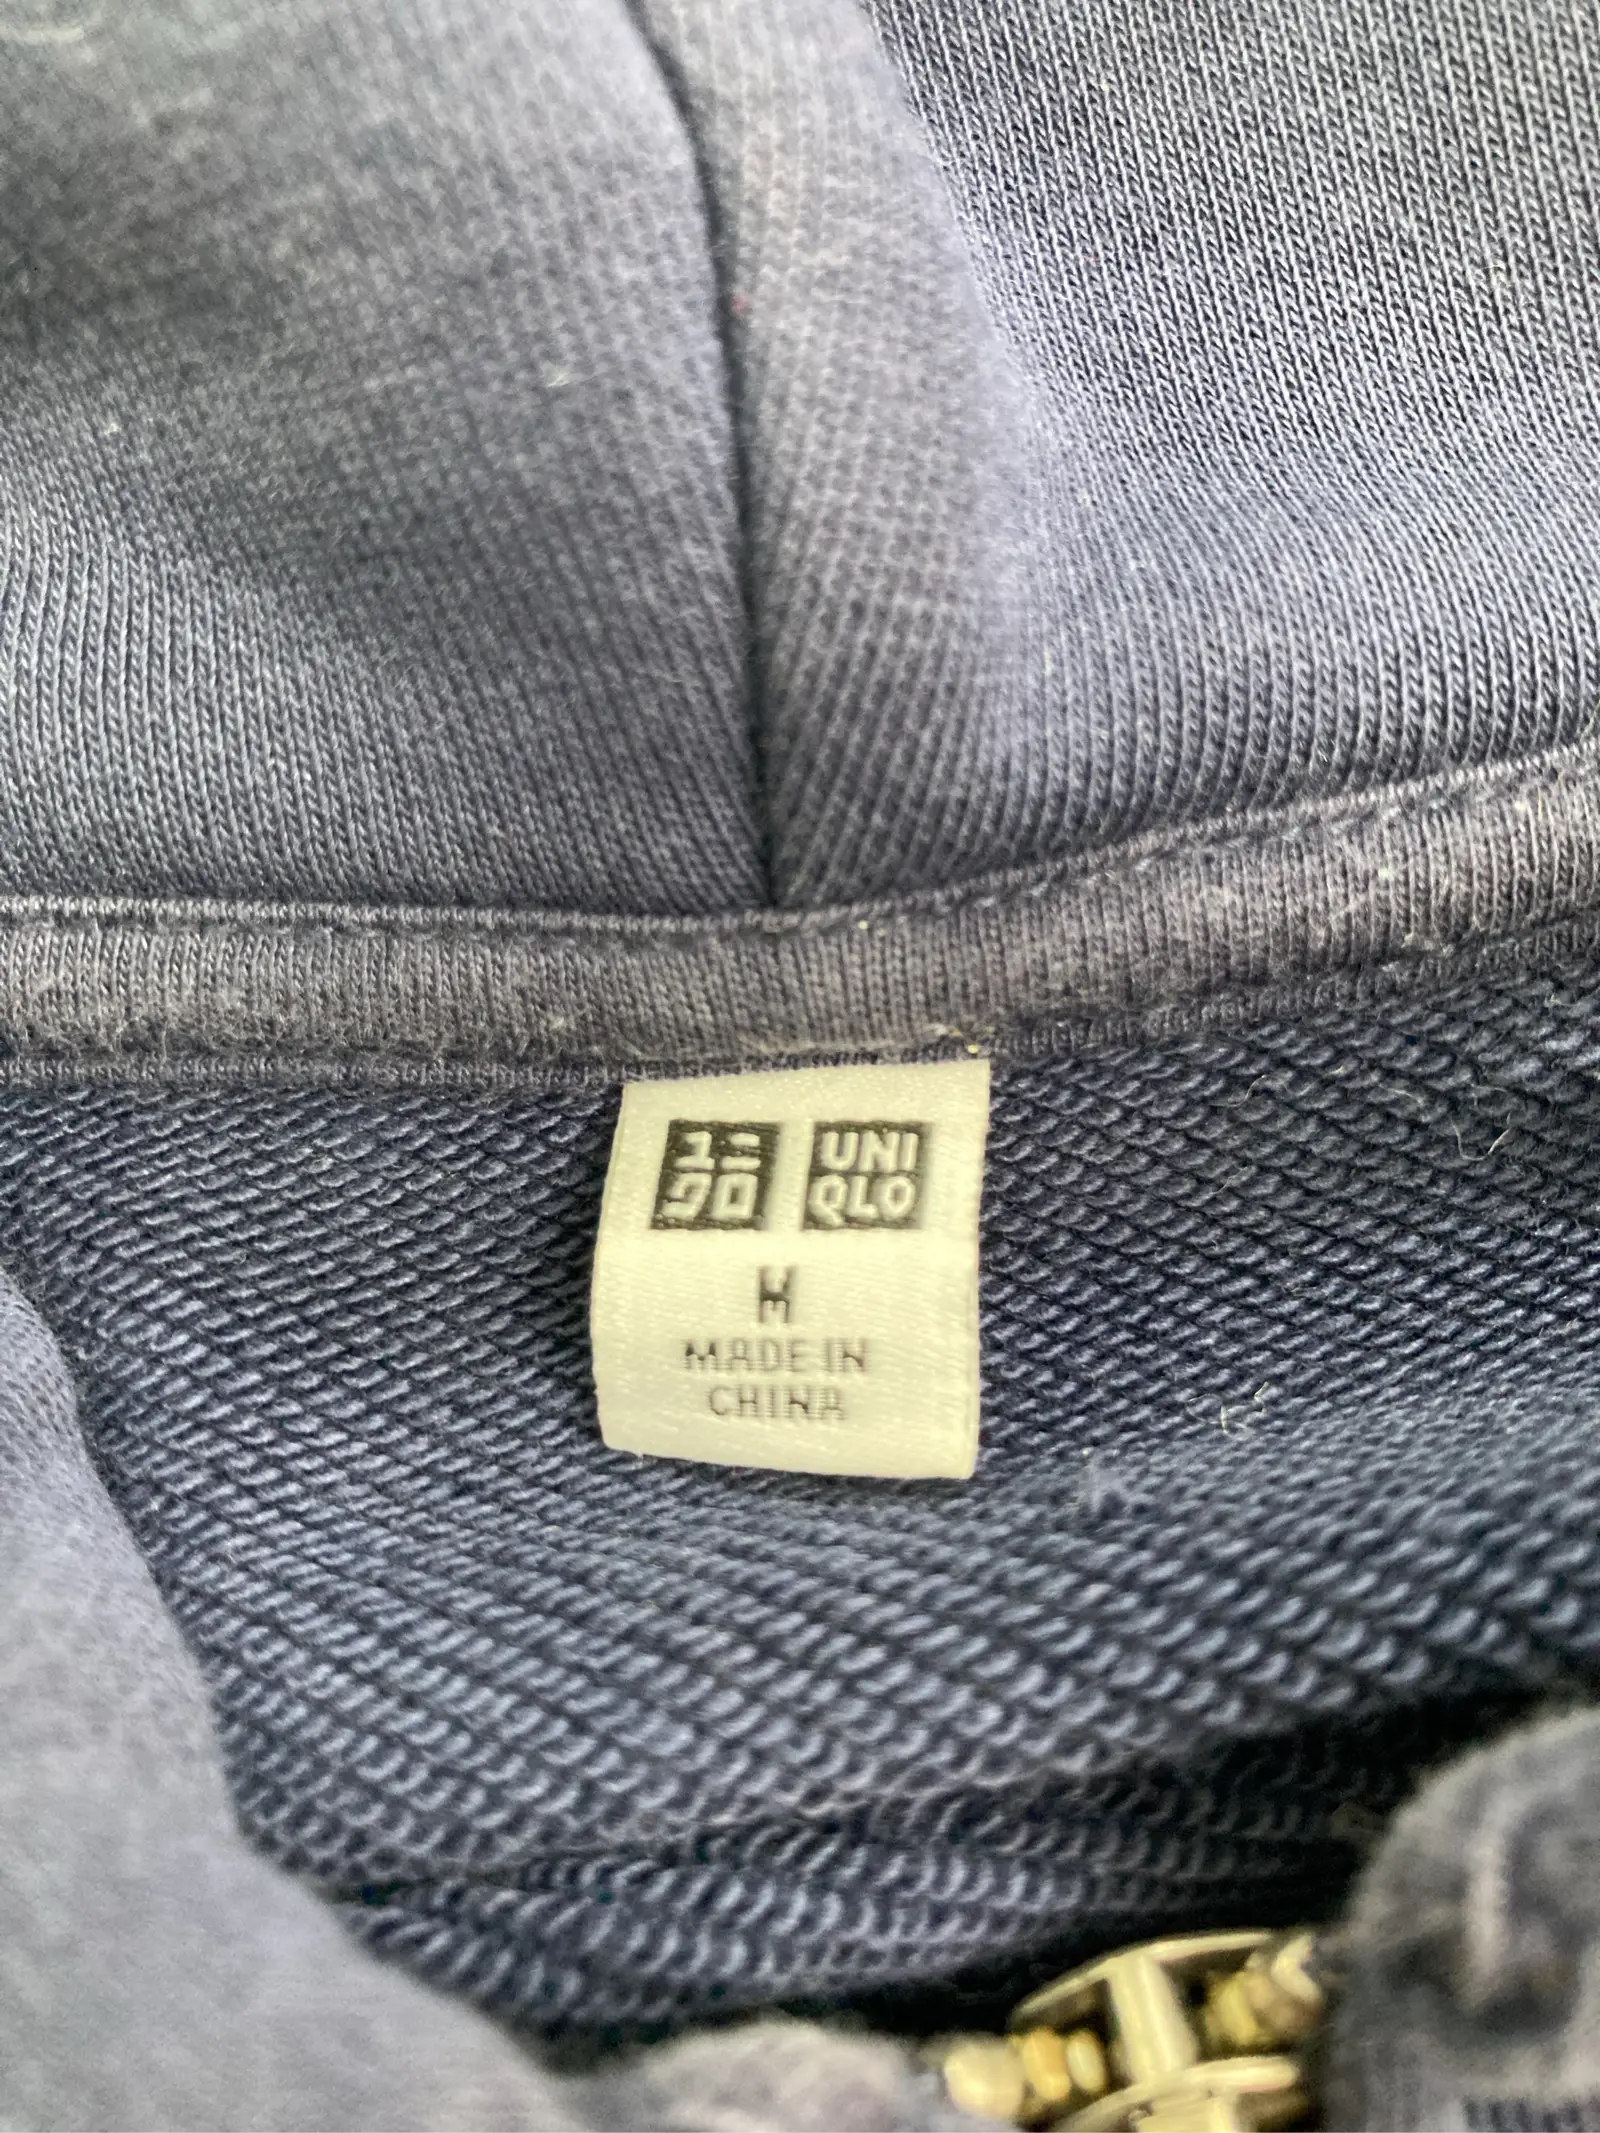 ユニ UNI
クロ QLO
M
MADE IN
CHINA